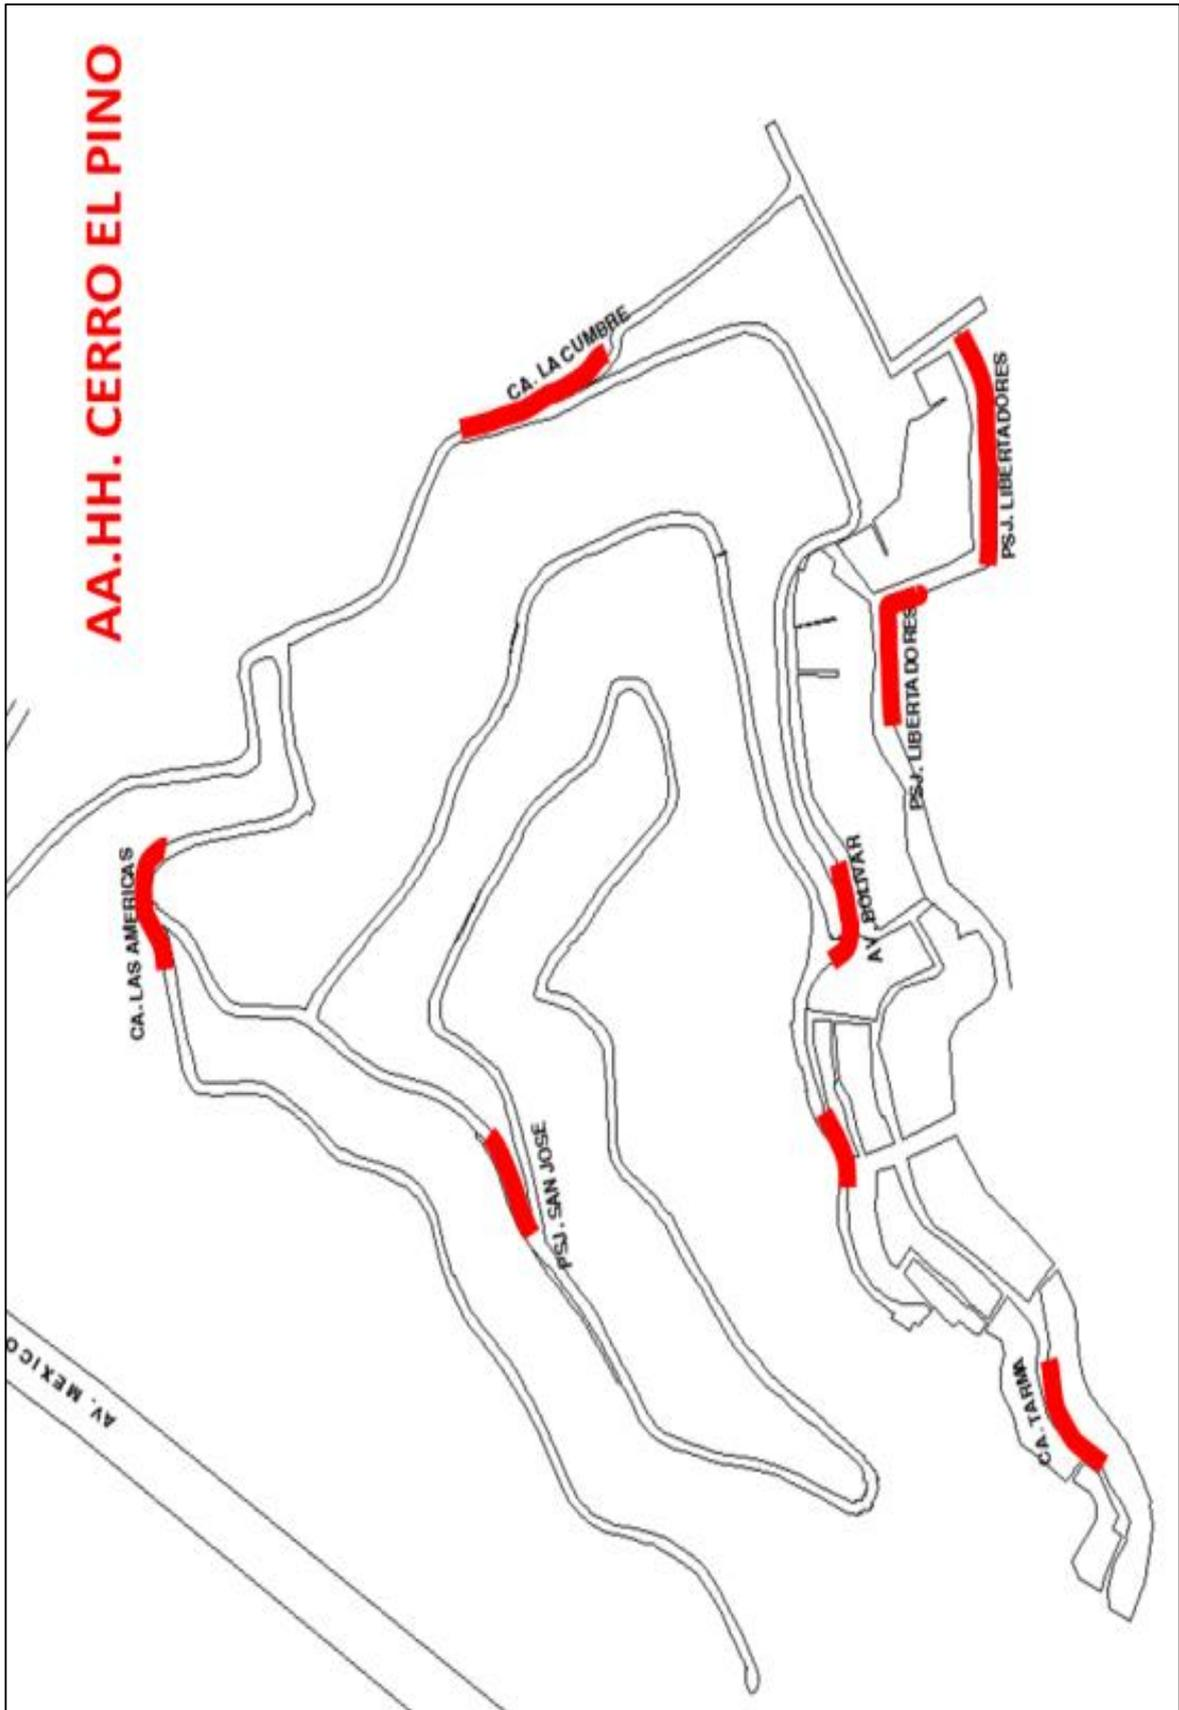 AA.HH. CERRO EL PINO
CA. LA CUMBRE
PSJ. LIBERTADORES
PSJ. LIBERTADORES
CA. LAS AMERICAS
AV. BOLIVAR
PSJ. SAN JOSE
CA. TARMA
AV. MEXICO